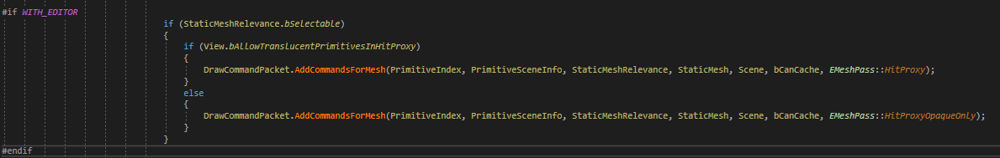 #if WITH_EDITOR
if (StaticMeshRelevance.bSelectable)
{
if (View.bAllowTranslucentPrimitivesInHitProxy)
{
DrawCommandPacket.AddCommandsForMesh(PrimitiveIndex, PrimitiveSceneInfo, StaticMeshRelevance, StaticMesh, Scene, bCanCache, EMeshPass::HitProxy);
}
else
{
DrawCommandPacket.AddCommandsForMesh(PrimitiveIndex, PrimitiveSceneInfo, StaticMeshRelevance, StaticMesh, Scene, bCanCache, EMeshPass::HitProxyOpaqueOnly);
}
}
#endif